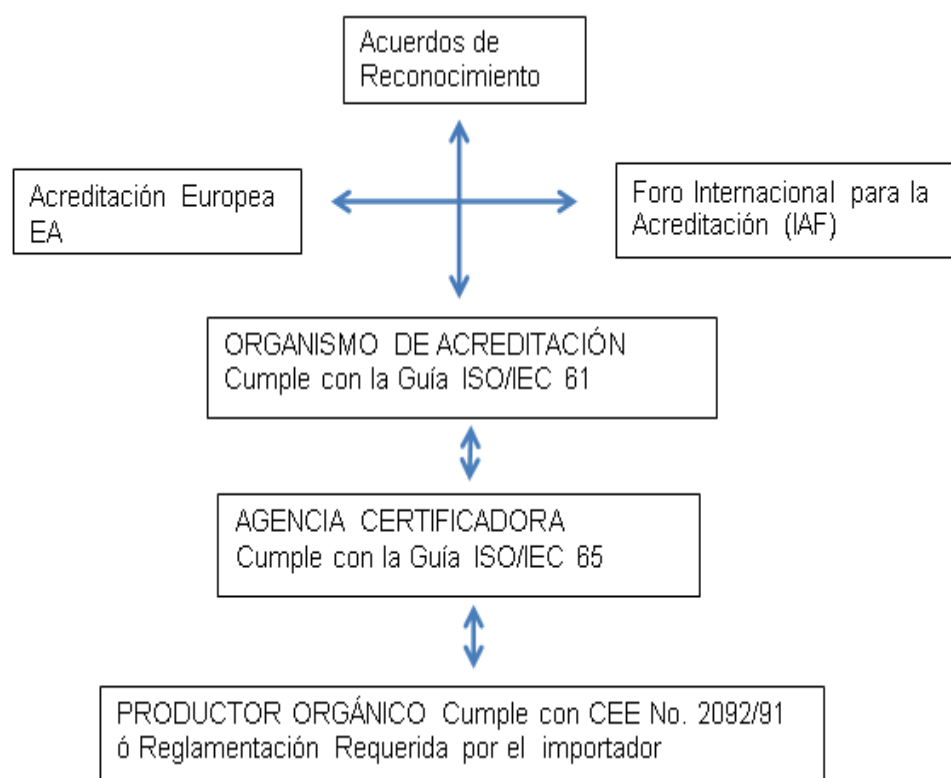 Acuerdos de
Reconocimiento
Acreditación Europea
EA
Foro Internacional para la
Acreditación (IAF)
ORGANISMO DE ACREDITACIÓN
Cumple con la Guía ISO/IEC 61
AGENCIA CERTIFICADORA
Cumple con la Guía ISO/IEC 65
PRODUCTOR ORGÁNICO Cumple con CEE No. 2092/91
ó Reglamentación Requerida por el importador